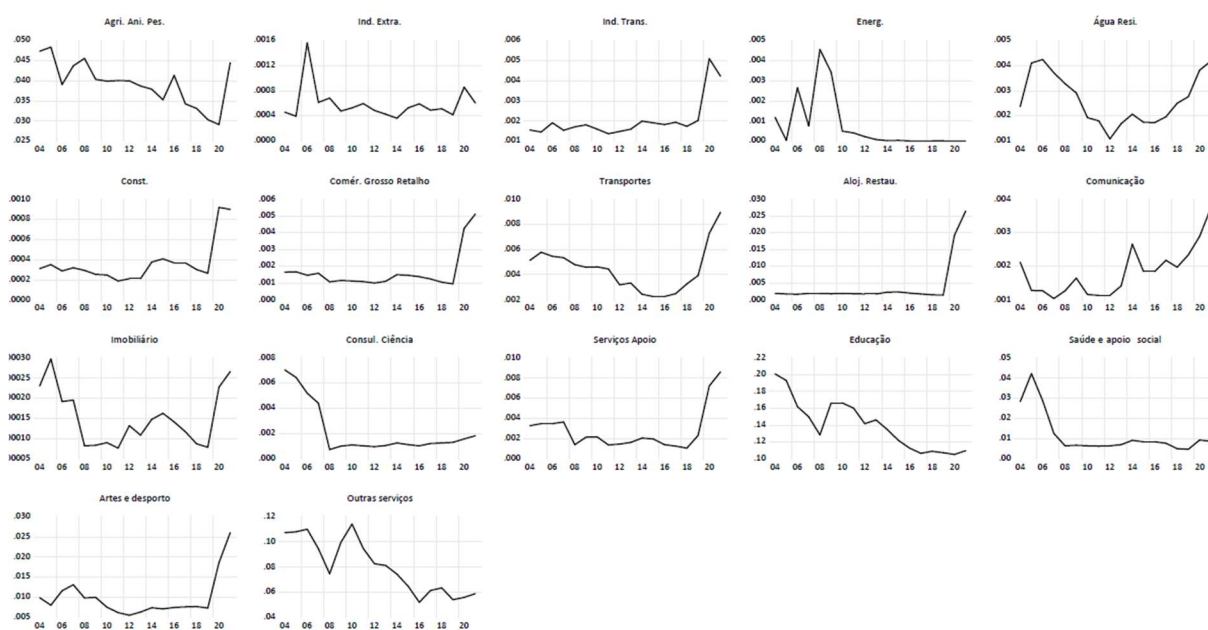 Agri. Ani. Pes.
.050
.045
.040
.035
.030
.025
04 06 08 10 12 14 16 18 20
Ind. Extra.
.0016
.0012
.0008
.0004
.0000
04 06 08 10 12 14 16 18 20
Ind. Trans.
.006
.005
.004
.003
.002
.001
04 06 08 10 12 14 16 18 20
Energ.
.005
.004
.003
.002
.001
.000
04 06 08 10 12 14 16 18 20
Água Resi.
.005
.004
.003
.002
.001
04 06 08 10 12 14 16 18 20
Const.
.0010
.0008
.0006
.0004
.0002
.0000
04 06 08 10 12 14 16 18 20
Comér. Grosso Retalho
.006
.005
.004
.003
.002
.001
.000
04 06 08 10 12 14 16 18 20
Transportes
.010
.008
.006
.004
.002
04 06 08 10 12 14 16 18 20
Aloj. Restau.
.030
.025
.020
.015
.010
.005
.000
04 06 08 10 12 14 16 18 20
Comunicação
.004
.003
.002
.001
04 06 08 10 12 14 16 18 20
Imobiliário
00030
00025
00020
00015
00010
00005
04 06 08 10 12 14 16 18 20
Consul. Ciência
.008
.006
.004
.002
.000
04 06 08 10 12 14 16 18 20
Serviços Apoio
.010
.008
.006
.004
.002
.000
04 06 08 10 12 14 16 18 20
Educação
.22
.20
.18
.16
.14
.12
.10
04 06 08 10 12 14 16 18 20
Saúde e apoio social
.05
.04
.03
.02
.01
.00
04 06 08 10 12 14 16 18 20
Artes e desporto
.030
.025
.020
.015
.010
.005
04 06 08 10 12 14 16 18 20
Outras serviços
.12
.10
.08
.06
.04
04 06 08 10 12 14 16 18 20